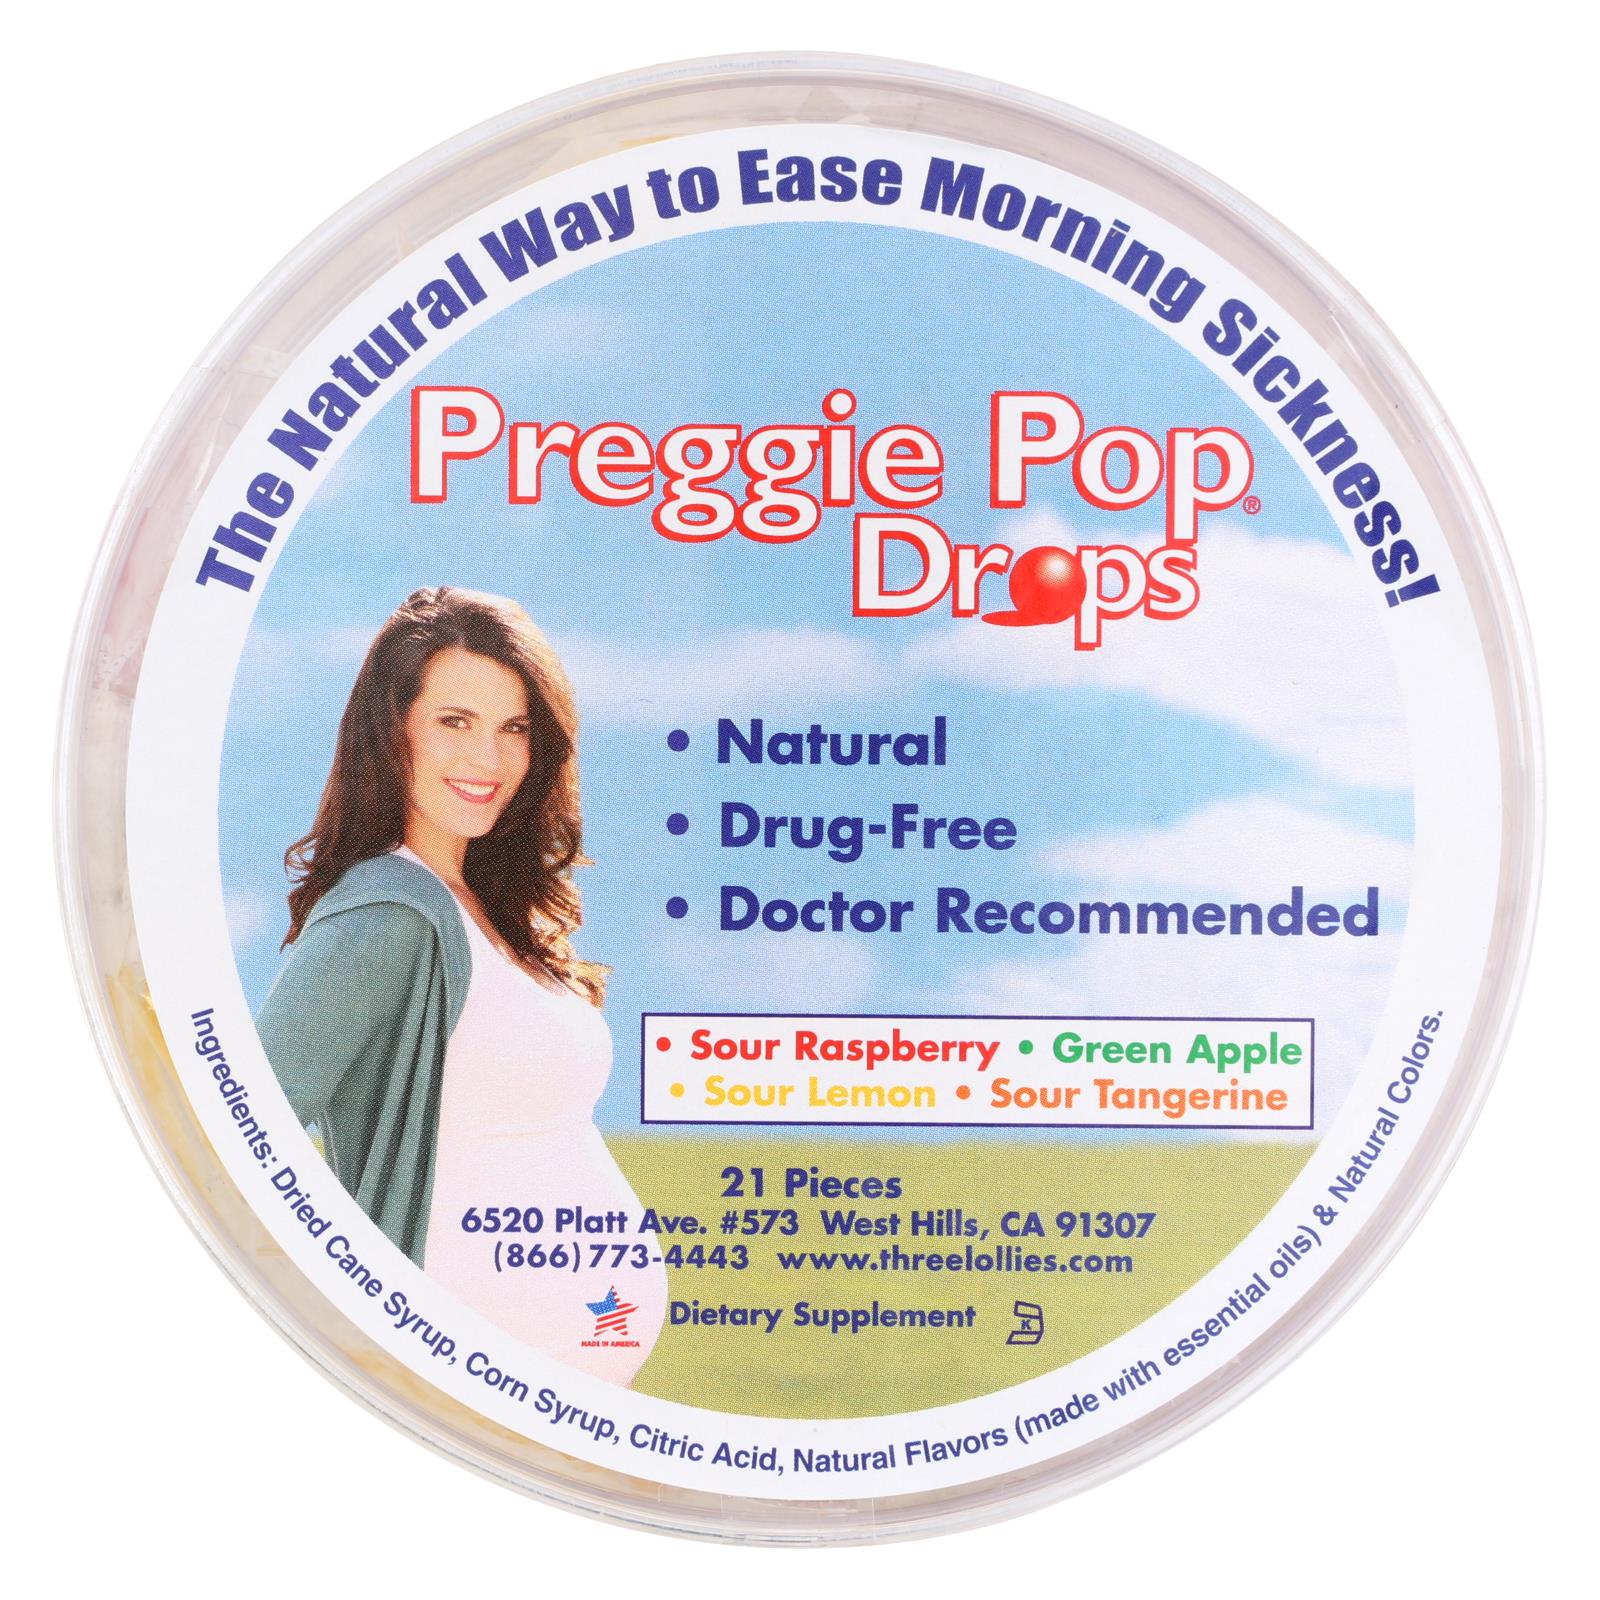 The Natural Way to Ease Morning Sickness!
Preggie Pop®
Drops
• Natural
• Drug-Free
• Doctor Recommended
• Sour Raspberry • Green Apple
• Sour Lemon • Sour Tangerine
21 Pieces
6520 Platt Ave. #573 West Hills, CA 91307
(866)773-4443 www.threelollies.com
MADE IN AMERICA
Dietary Supplement
K
Ingredients: Dried Cane Syrup, Corn Syrup, Citric Acid, Natural Flavors (made with essential oils) & Natural Colors.